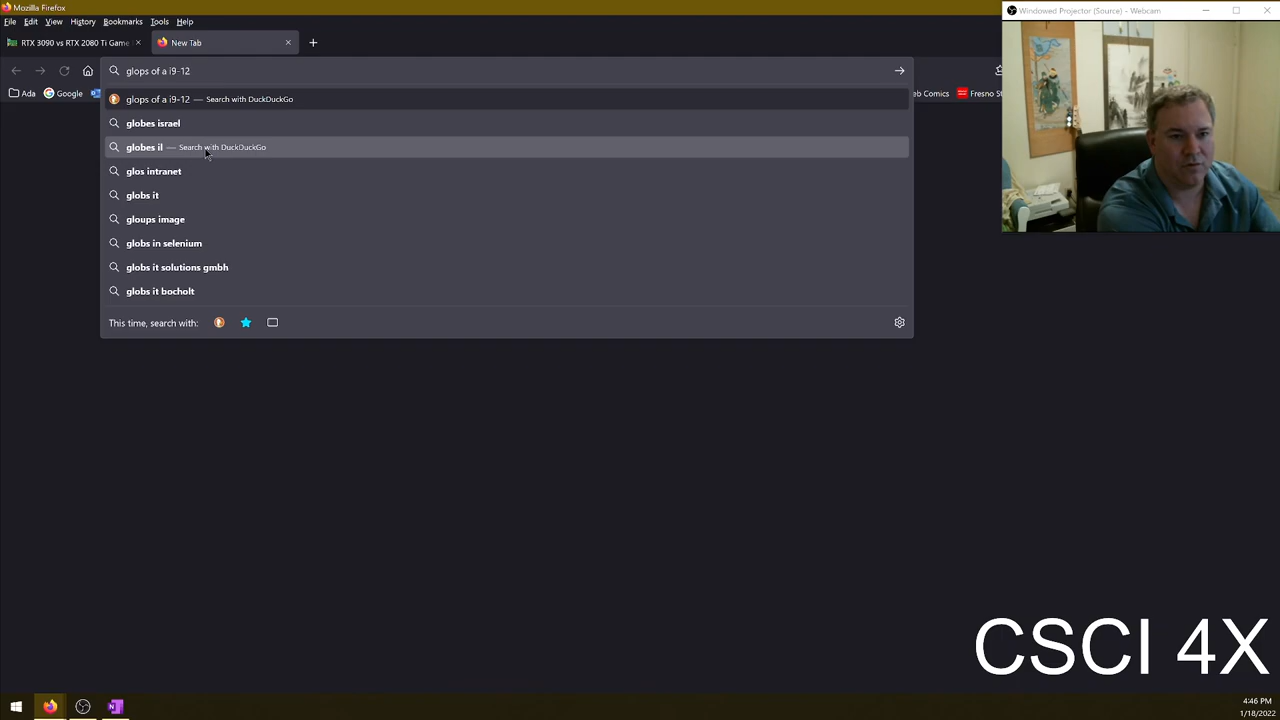 Mozilla Firefox
File Edit View History Bookmarks Tools Help
RTX 3090 vs RTX 2080 Ti Game
New Tab
glops of a i9-12
Ada Google
eb Comics Fresno St
glops of a i9-12 — Search with DuckDuckGo
globes israel
globes il — Search with DuckDuckGo
glos intranet
globs it
gloups image
globs in selenium
globs it solutions gmbh
globs it bocholt
This time, search with:
Windowed Projector (Source) - Webcam
CSCI 4X
4:46 PM
1/18/2022